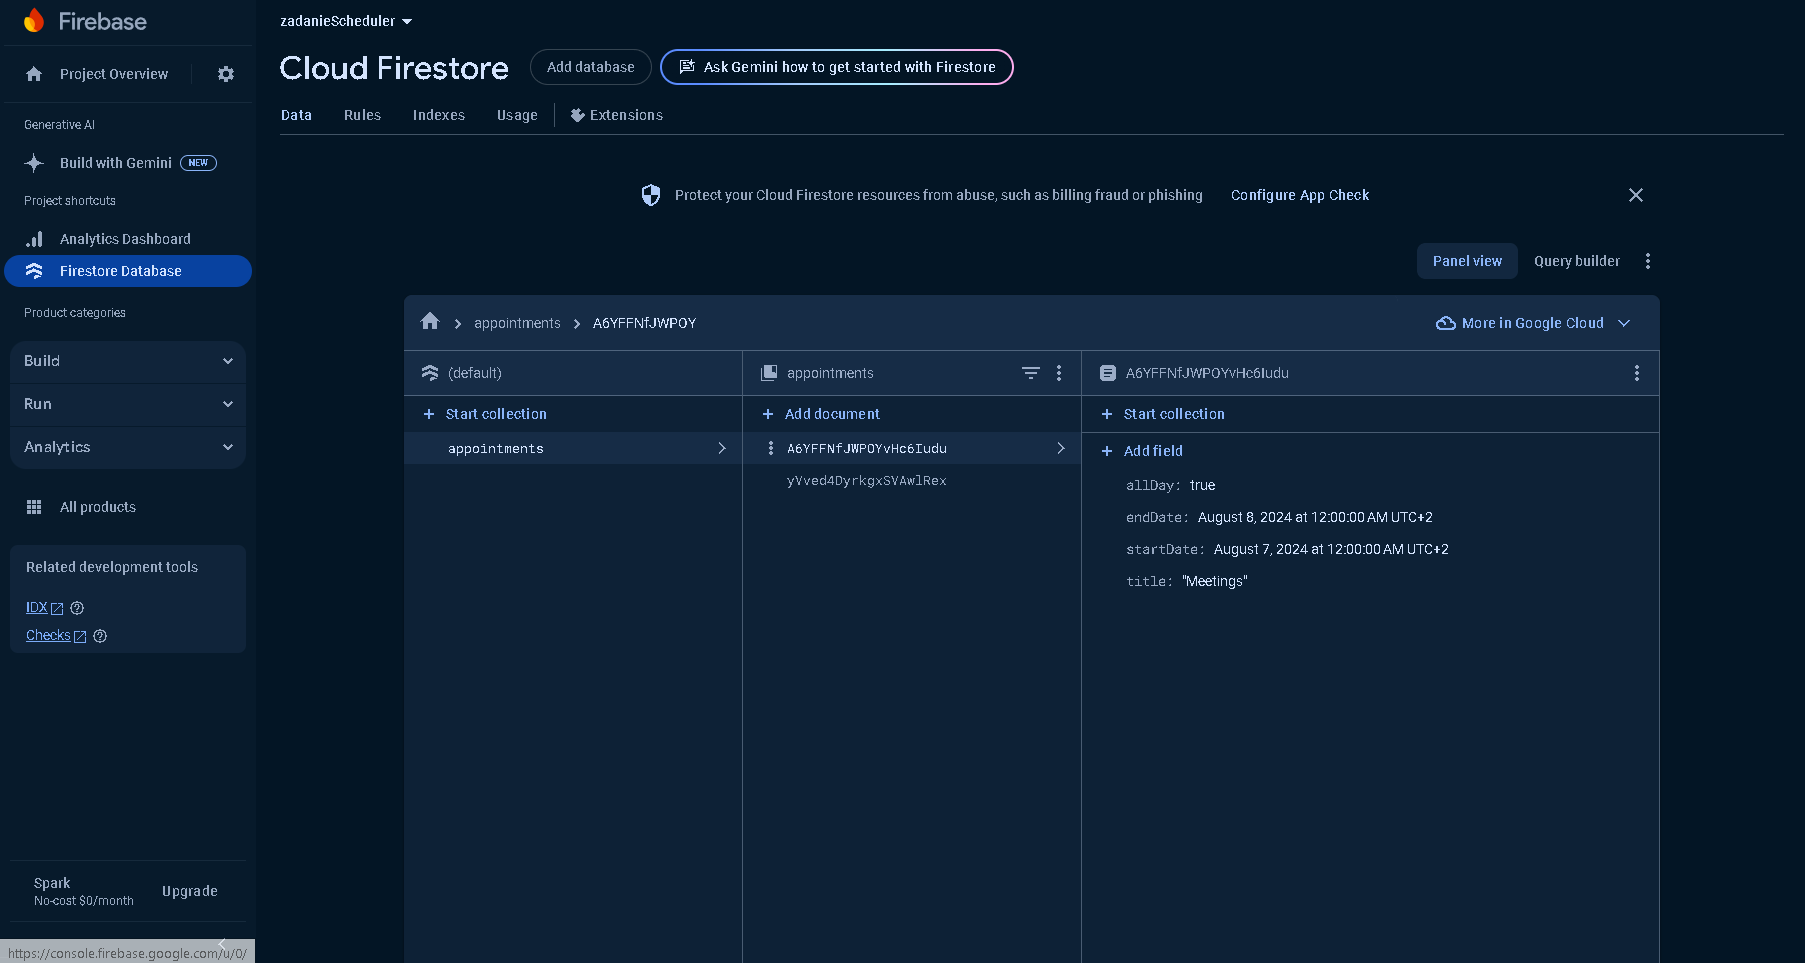 Firebase
Project Overview
Generative AI
Build with Gemini NEW
Project shortcuts
Analytics Dashboard
Firestore Database
Product categories
Build
Run
Analytics
All products
Related development tools
IDX
Checks
Spark
No-cost $0/month
Upgrade
https://console.firebase.google.com/u/0/
zadanieScheduler
Cloud Firestore
Add database
Ask Gemini how to get started with Firestore
Data Rules Indexes Usage Extensions
Protect your Cloud Firestore resources from abuse, such as billing fraud or phishing Configure App Check
Panel view Query builder
appointments A6YFFNfJWPOY
More in Google Cloud
(default)
Start collection
appointments
appointments
Add document
A6YFFNfJWPOYvHc6Iudu
yVved4DyrkgxSVAwlRex
A6YFFNfJWPOYvHc6Iudu
Start collection
Add field
allDay: true
endDate: August 8, 2024 at 12:00:00 AM UTC+2
startDate: August 7, 2024 at 12:00:00 AM UTC+2
title: "Meetings"